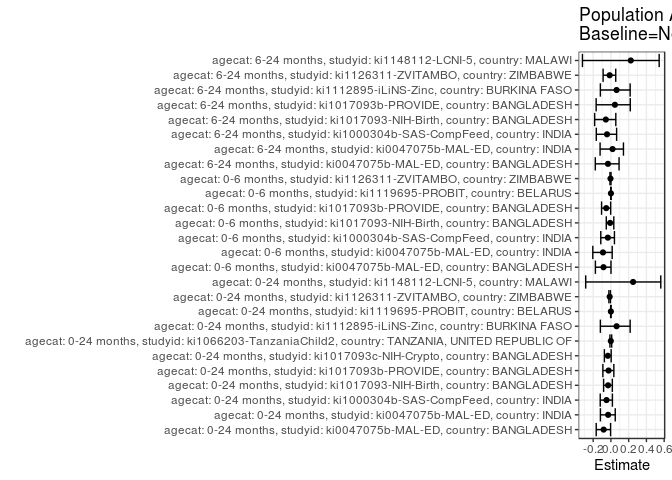 Population A
Baseline=N
agecat: 6-24 months, studyid: ki1148112-LCNI-5, country: MALAWI
agecat: 6-24 months, studyid: ki1126311-ZVITAMBO, country: ZIMBABWE
agecat: 6-24 months, studyid: ki1112895-iLiNS-Zinc, country: BURKINA FASO
agecat: 6-24 months, studyid: ki1017093b-PROVIDE, country: BANGLADESH
agecat: 6-24 months, studyid: ki1017093-NIH-Birth, country: BANGLADESH
agecat: 6-24 months, studyid: ki1000304b-SAS-CompFeed, country: INDIA
agecat: 6-24 months, studyid: ki0047075b-MAL-ED, country: INDIA
agecat: 6-24 months, studyid: ki0047075b-MAL-ED, country: BANGLADESH
agecat: 0-6 months, studyid: ki1126311-ZVITAMBO, country: ZIMBABWE
agecat: 0-6 months, studyid: ki1119695-PROBIT, country: BELARUS
agecat: 0-6 months, studyid: ki1017093b-PROVIDE, country: BANGLADESH
agecat: 0-6 months, studyid: ki1017093-NIH-Birth, country: BANGLADESH
agecat: 0-6 months, studyid: ki1000304b-SAS-CompFeed, country: INDIA
agecat: 0-6 months, studyid: ki0047075b-MAL-ED, country: INDIA
agecat: 0-6 months, studyid: ki0047075b-MAL-ED, country: BANGLADESH
agecat: 0-24 months, studyid: ki1148112-LCNI-5, country: MALAWI
agecat: 0-24 months, studyid: ki1126311-ZVITAMBO, country: ZIMBABWE
agecat: 0-24 months, studyid: ki1119695-PROBIT, country: BELARUS
agecat: 0-24 months, studyid: ki1112895-iLiNS-Zinc, country: BURKINA FASO
agecat: 0-24 months, studyid: ki1066203-TanzaniaChild2, country: TANZANIA, UNITED REPUBLIC OF
agecat: 0-24 months, studyid: ki1017093c-NIH-Crypto, country: BANGLADESH
agecat: 0-24 months, studyid: ki1017093b-PROVIDE, country: BANGLADESH
agecat: 0-24 months, studyid: ki1017093-NIH-Birth, country: BANGLADESH
agecat: 0-24 months, studyid: ki1000304b-SAS-CompFeed, country: INDIA
agecat: 0-24 months, studyid: ki0047075b-MAL-ED, country: INDIA
agecat: 0-24 months, studyid: ki0047075b-MAL-ED, country: BANGLADESH
-0.2 0.0 0.2 0.4 0.6
Estimate